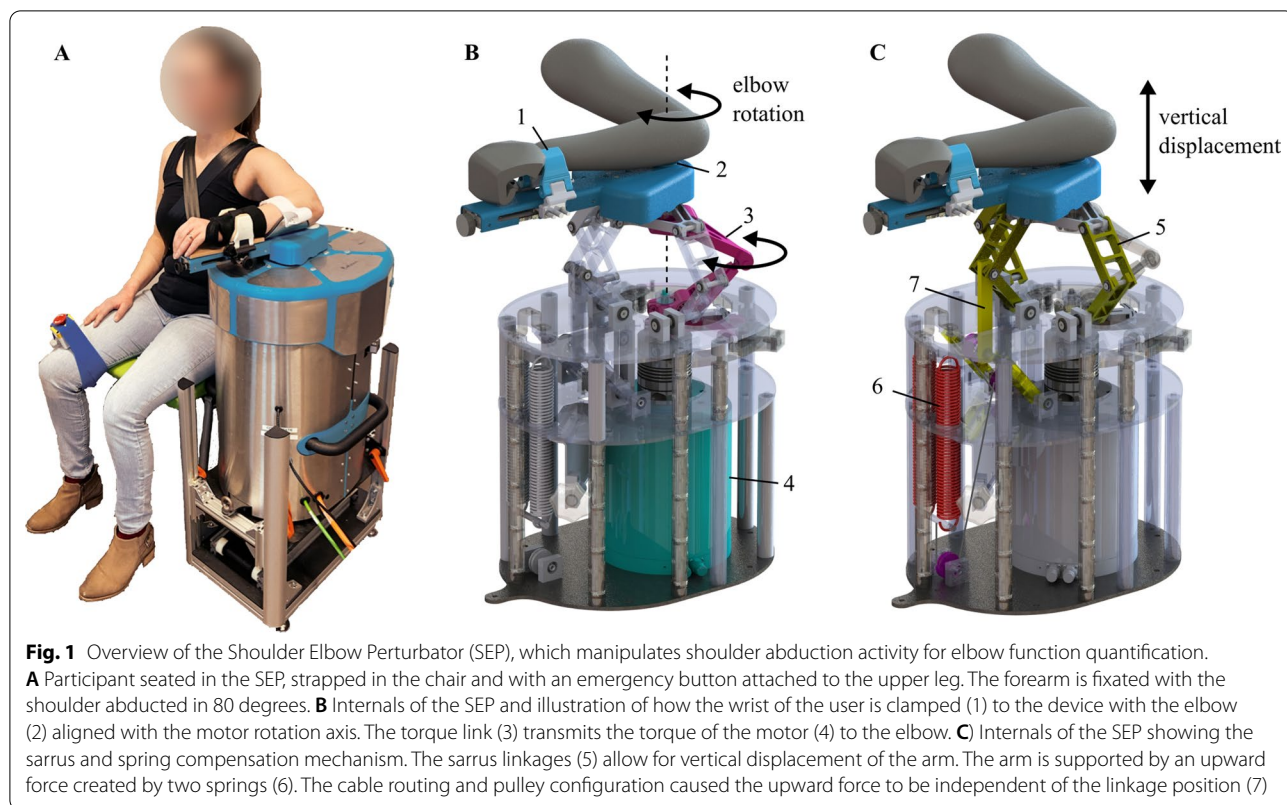 A
B
C
elbow
rotation
vertical
displacement
1
2
3
4
5
6
7
Fig. 1 Overview of the Shoulder Elbow Perturbator (SEP), which manipulates shoulder abduction activity for elbow function quantification.
A Participant seated in the SEP, strapped in the chair and with an emergency button attached to the upper leg. The forearm is fixated with the
shoulder abducted in 80 degrees. B Internals of the SEP and illustration of how the wrist of the user is clamped (1) to the device with the elbow
(2) aligned with the motor rotation axis. The torque link (3) transmits the torque of the motor (4) to the elbow. C) Internals of the SEP showing the
sarrus and spring compensation mechanism. The sarrus linkages (5) allow for vertical displacement of the arm. The arm is supported by an upward
force created by two springs (6). The cable routing and pulley configuration caused the upward force to be independent of the linkage position (7)